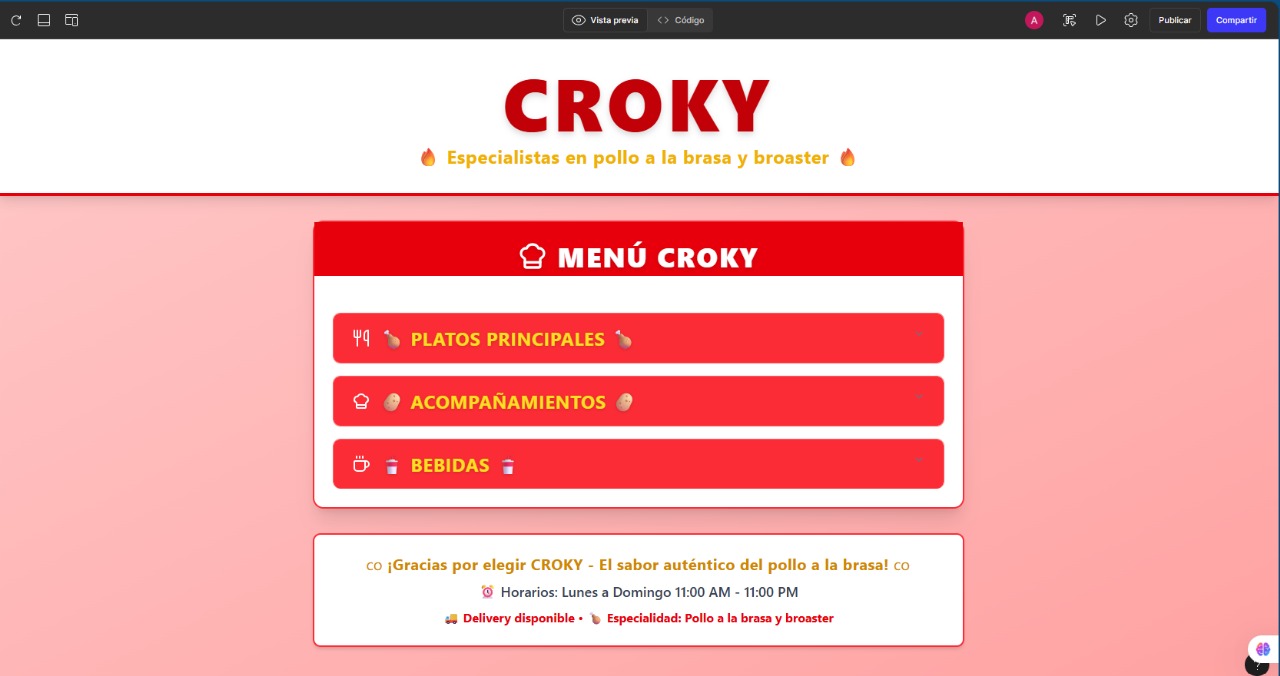 Vista previa
<> Código
A
Publicar
Compartir
CROKY
🔥 Especialistas en pollo a la brasa y broaster 🔥
MENÚ CROKY
🍗 PLATOS PRINCIPALES 🍗
🥔 ACOMPAÑAMIENTOS 🥔
🥤 BEBIDAS 🥤
co ¡Gracias por elegir CROKY - El sabor auténtico del pollo a la brasa! co
⏰ Horarios: Lunes a Domingo 11:00 AM - 11:00 PM
🚚 Delivery disponible • 🍗 Especialidad: Pollo a la brasa y broaster
?